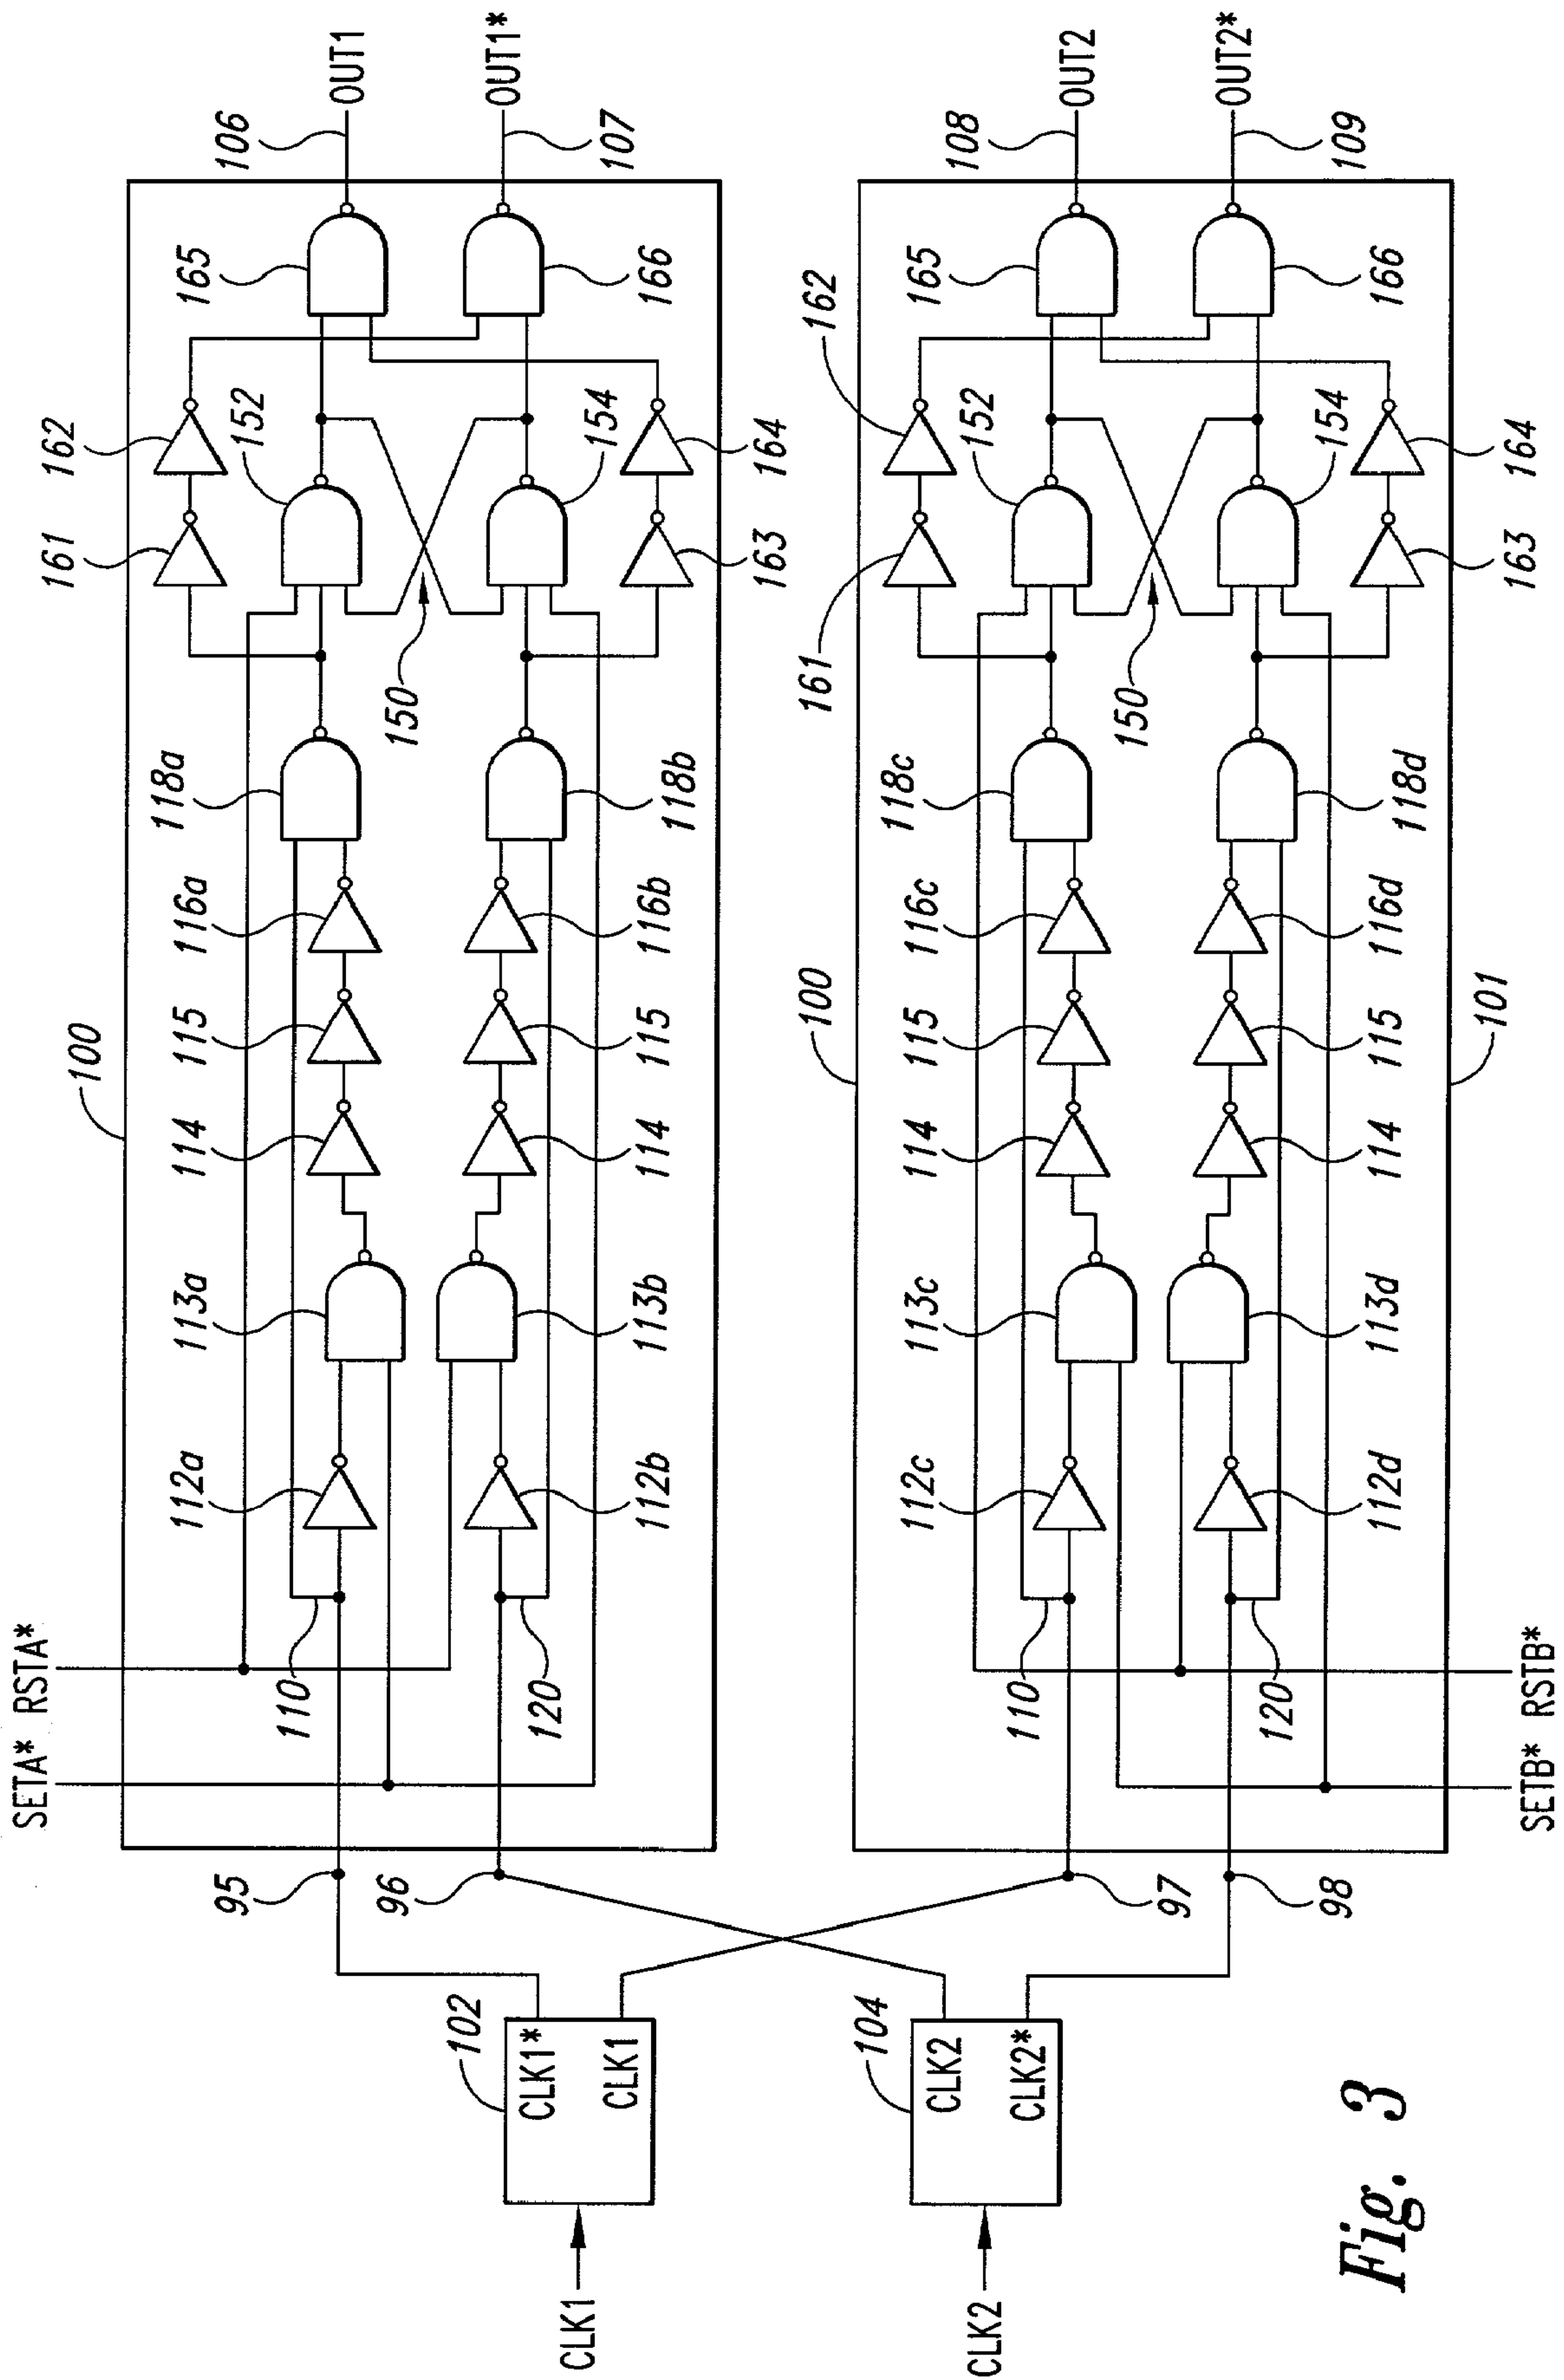 100
161
162
112a
113a
114
115
116a
118a
152
165
106
OUT1
SETA* RSTA*
110
150
95
120
112b
113b
114
115
116b
118b
154
166
107
OUT1*
96
163
164
102
CLK1*
CLK1
CLK1
100
161
162
112c
113c
114
115
116c
118c
152
165
108
OUT2
104
CLK2
CLK2*
CLK2
110
150
97
120
112d
113d
114
115
116d
118d
154
166
109
OUT2*
98
163
164
101
SETB* RSTB*
Fig. 3